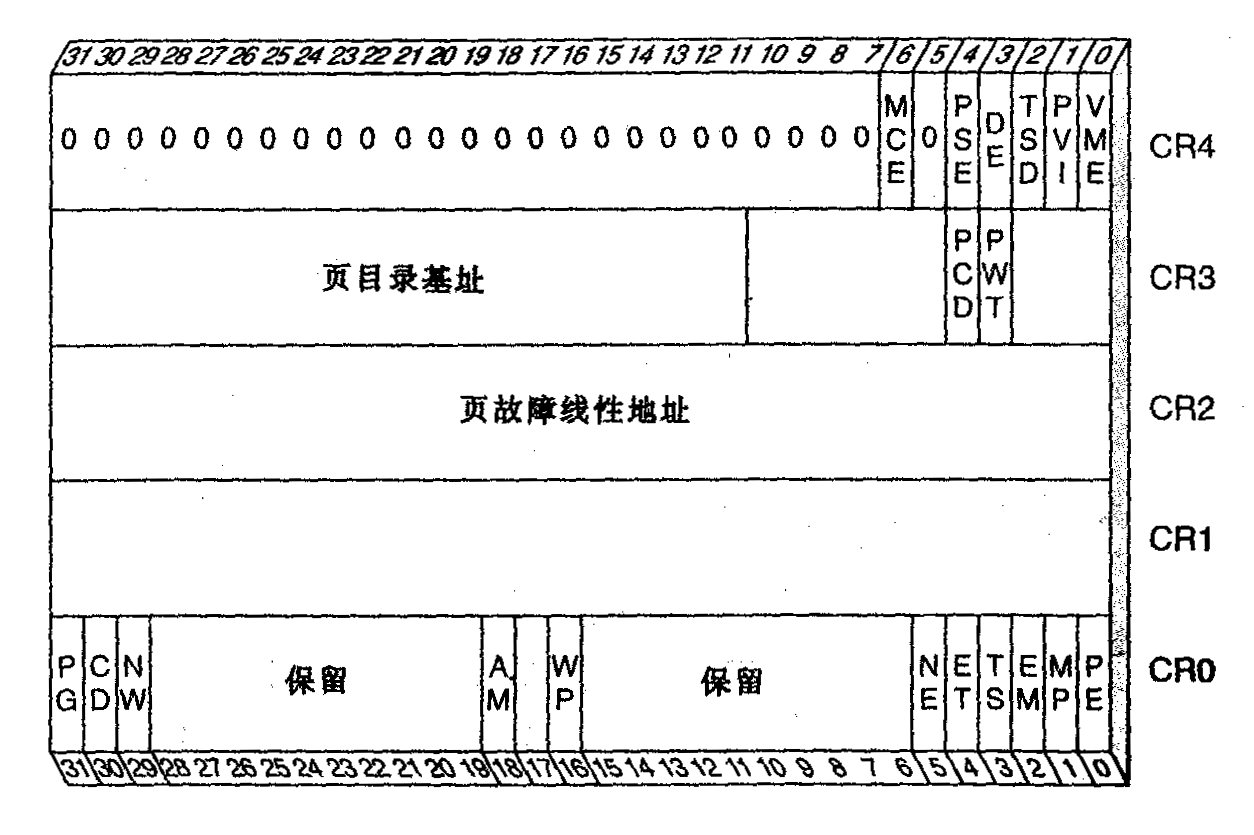 31 30 29 28 27 26 25 24 23 22 21 20 19 18 17 16 15 14 13 12 11 10 9 8 7 6 5 4 3 2 1 0
0 0 0 0 0 0 0 0 0 0 0 0 0 0 0 0 0 0 0 0 0 0 0 0 0 MCE 0 PSE DE TSD PVI VME CR4
页目录基址 PCD PWT CR3
页故障线性地址 CR2
CR1
PG CD NW 保留 AM WP 保留 NE ET TS EM MP PE CR0
31 30 29 28 27 26 25 24 23 22 21 20 19 18 17 16 15 14 13 12 11 10 9 8 7 6 5 4 3 2 1 0